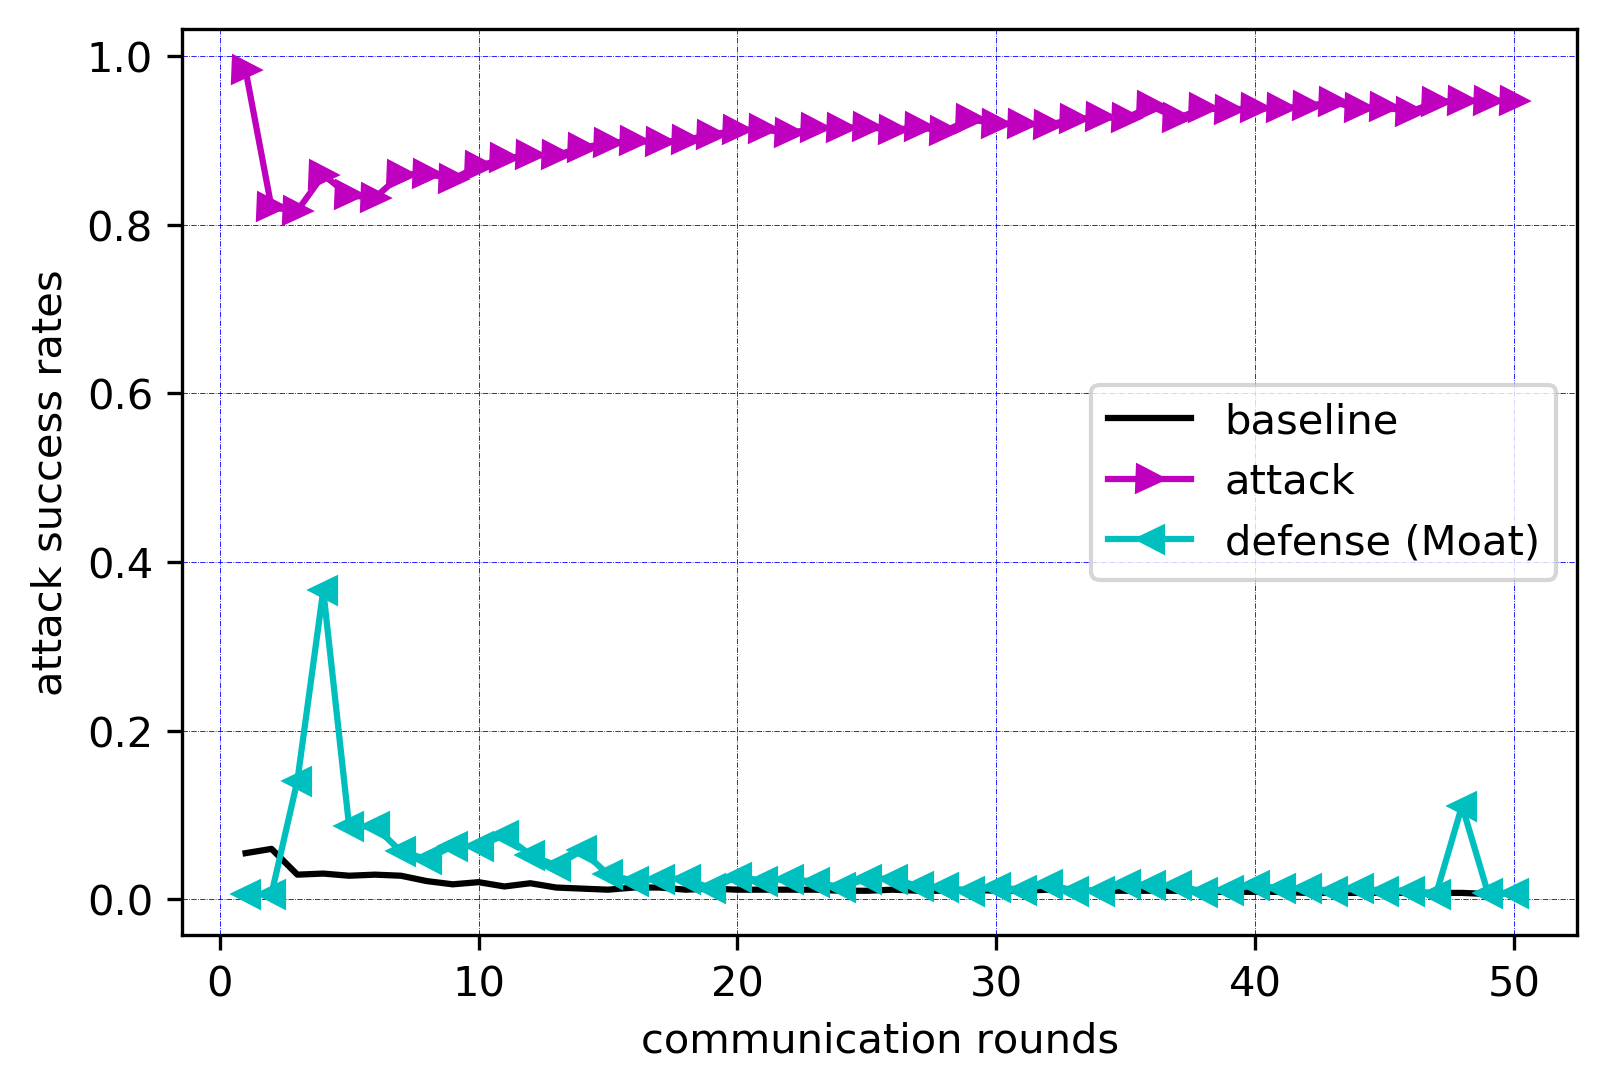 1.0
0.8
0.6
0.4
0.2
0.0
attack success rates
baseline
attack
defense (Moat)
0 10 20 30 40 50
communication rounds